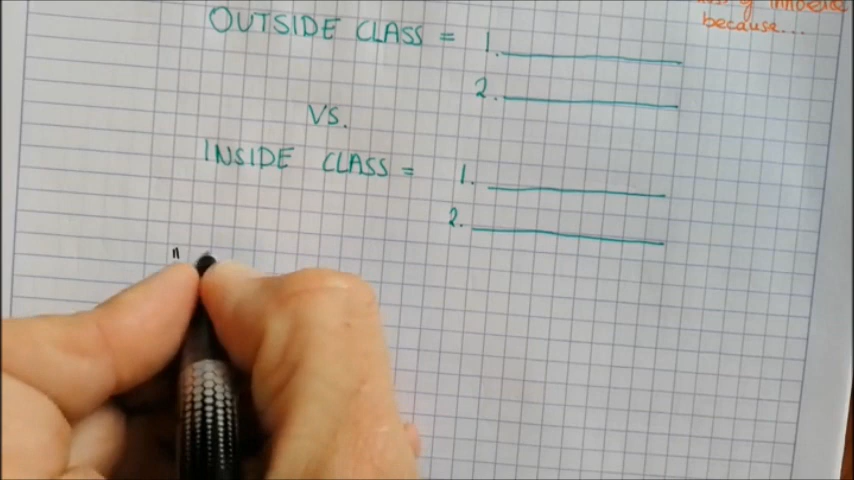 OUTSIDE CLASS = 1.
2.
VS.
INSIDE CLASS = 1.
2.
"
because...